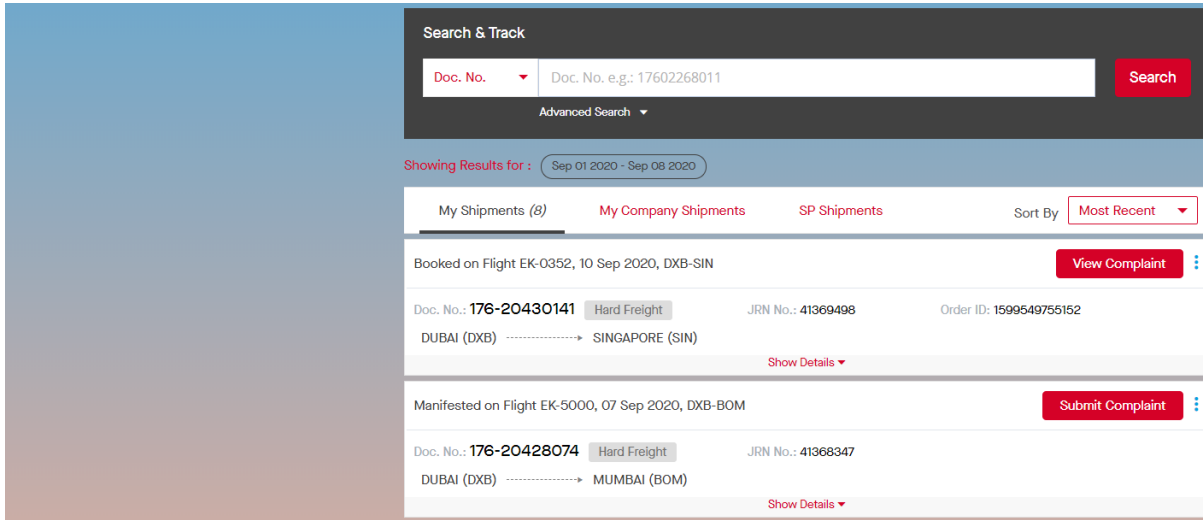 Search & Track
Doc. No. Doc. No. e.g.: 17602268011 Search
Advanced Search
Showing Results for : Sep 01 2020 - Sep 08 2020
My Shipments (8) My Company Shipments SP Shipments Sort By Most Recent
Booked on Flight EK-0352, 10 Sep 2020, DXB-SIN View Complaint
Doc. No.: 176-20430141 Hard Freight JRN No.: 41369498 Order ID: 1599549755152
DUBAI (DXB) SINGAPORE (SIN)
Show Details
Manifested on Flight EK-5000, 07 Sep 2020, DXB-BOM Submit Complaint
Doc. No.: 176-20428074 Hard Freight JRN No.: 41368347
DUBAI (DXB) MUMBAI (BOM)
Show Details